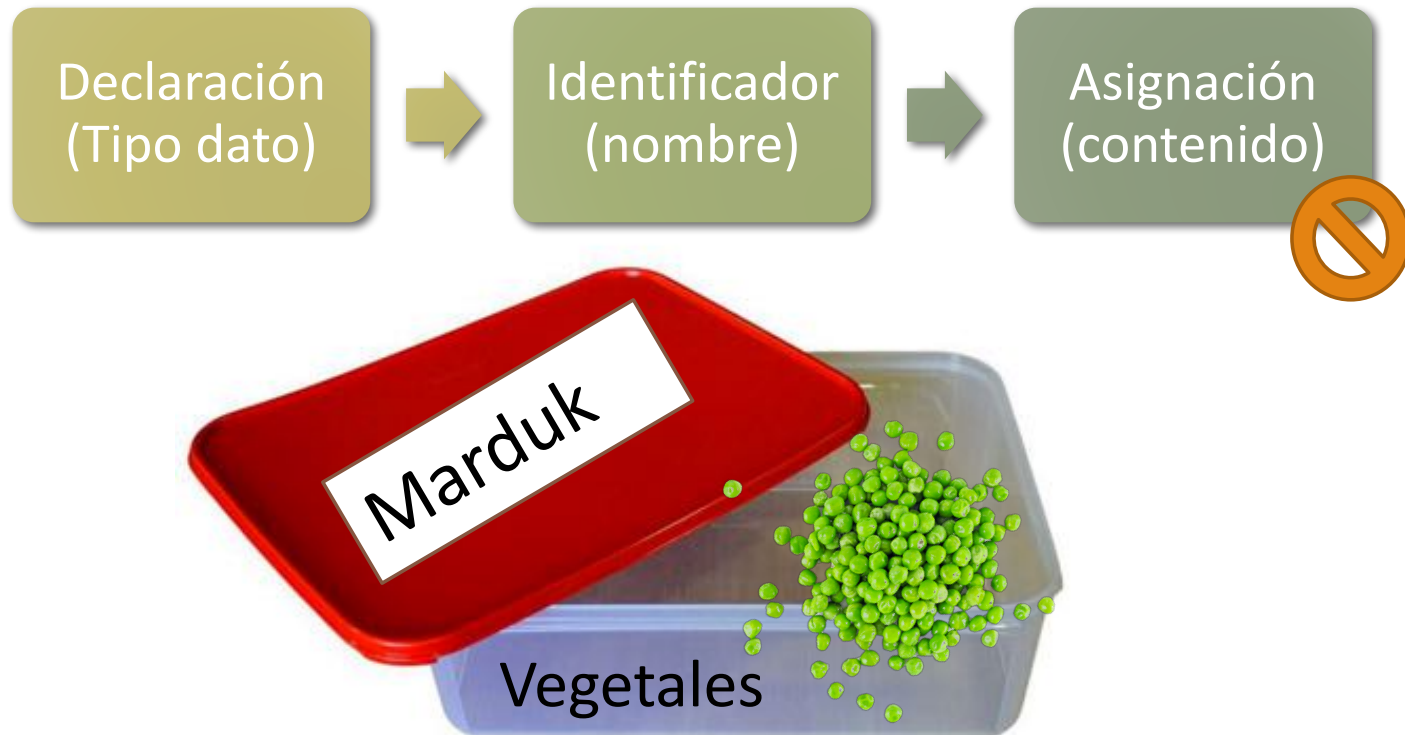 Declaración
(Tipo dato)
Identificador
(nombre)
Asignación
(contenido)
Marduk
Vegetales